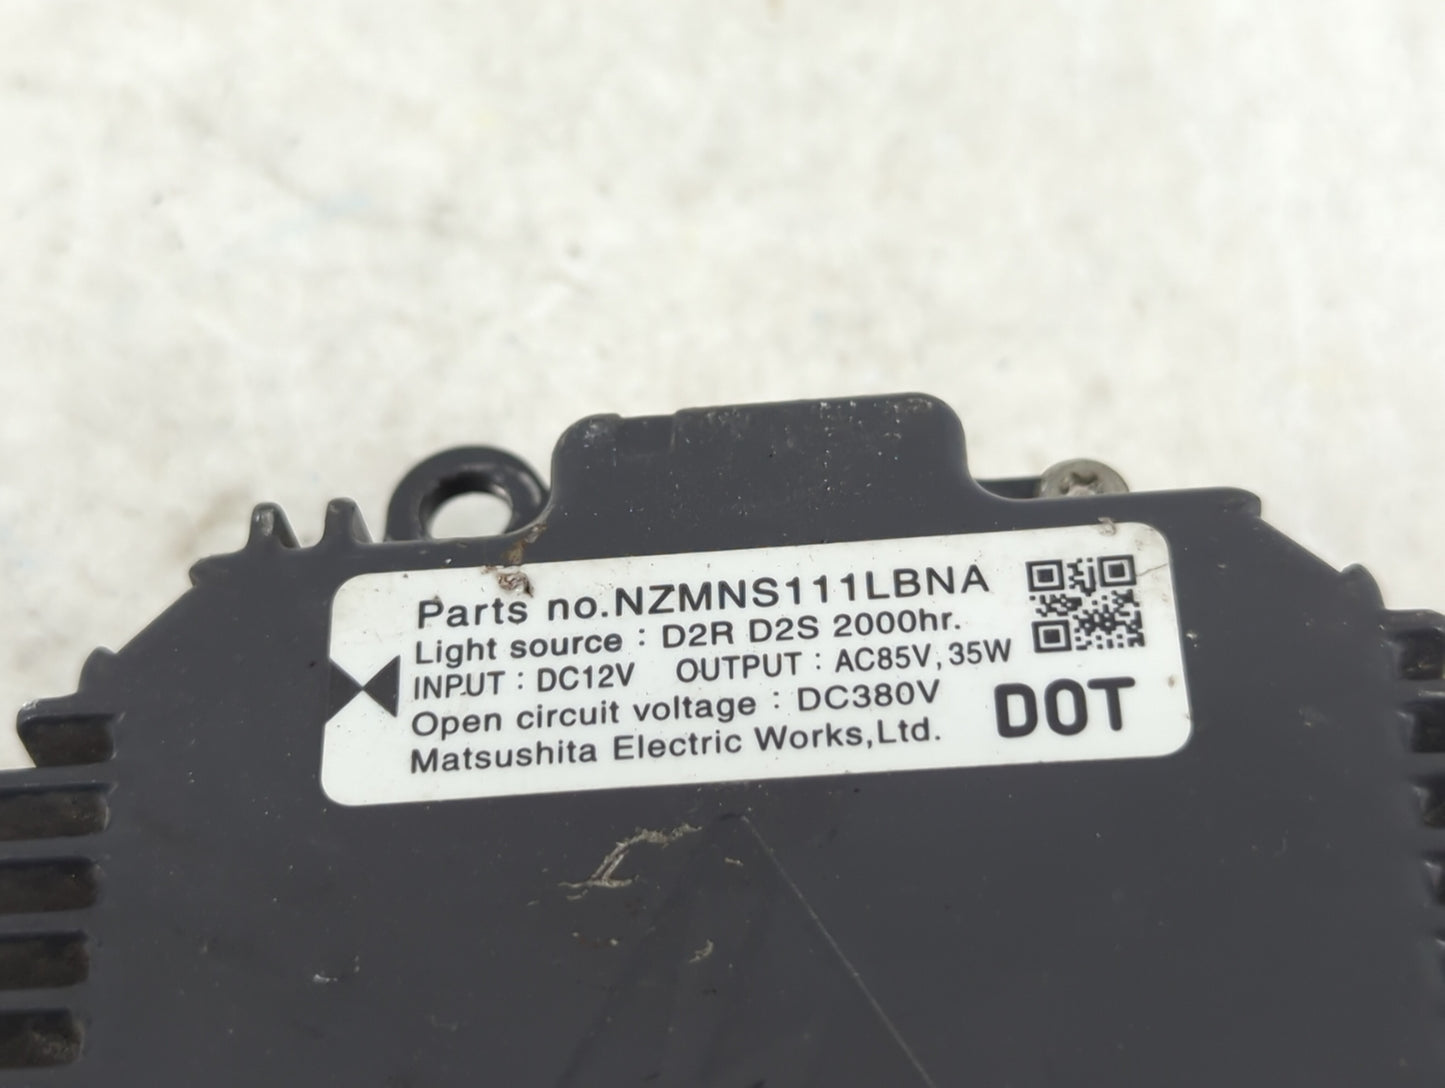 Parts no.NZMNS111LBNA
Light source : D2R D2S 2000hr.
INPUT : DC12V OUTPUT : AC85V, 35W
Open circuit voltage : DC380V
Matsushita Electric Works,Ltd.
DOT